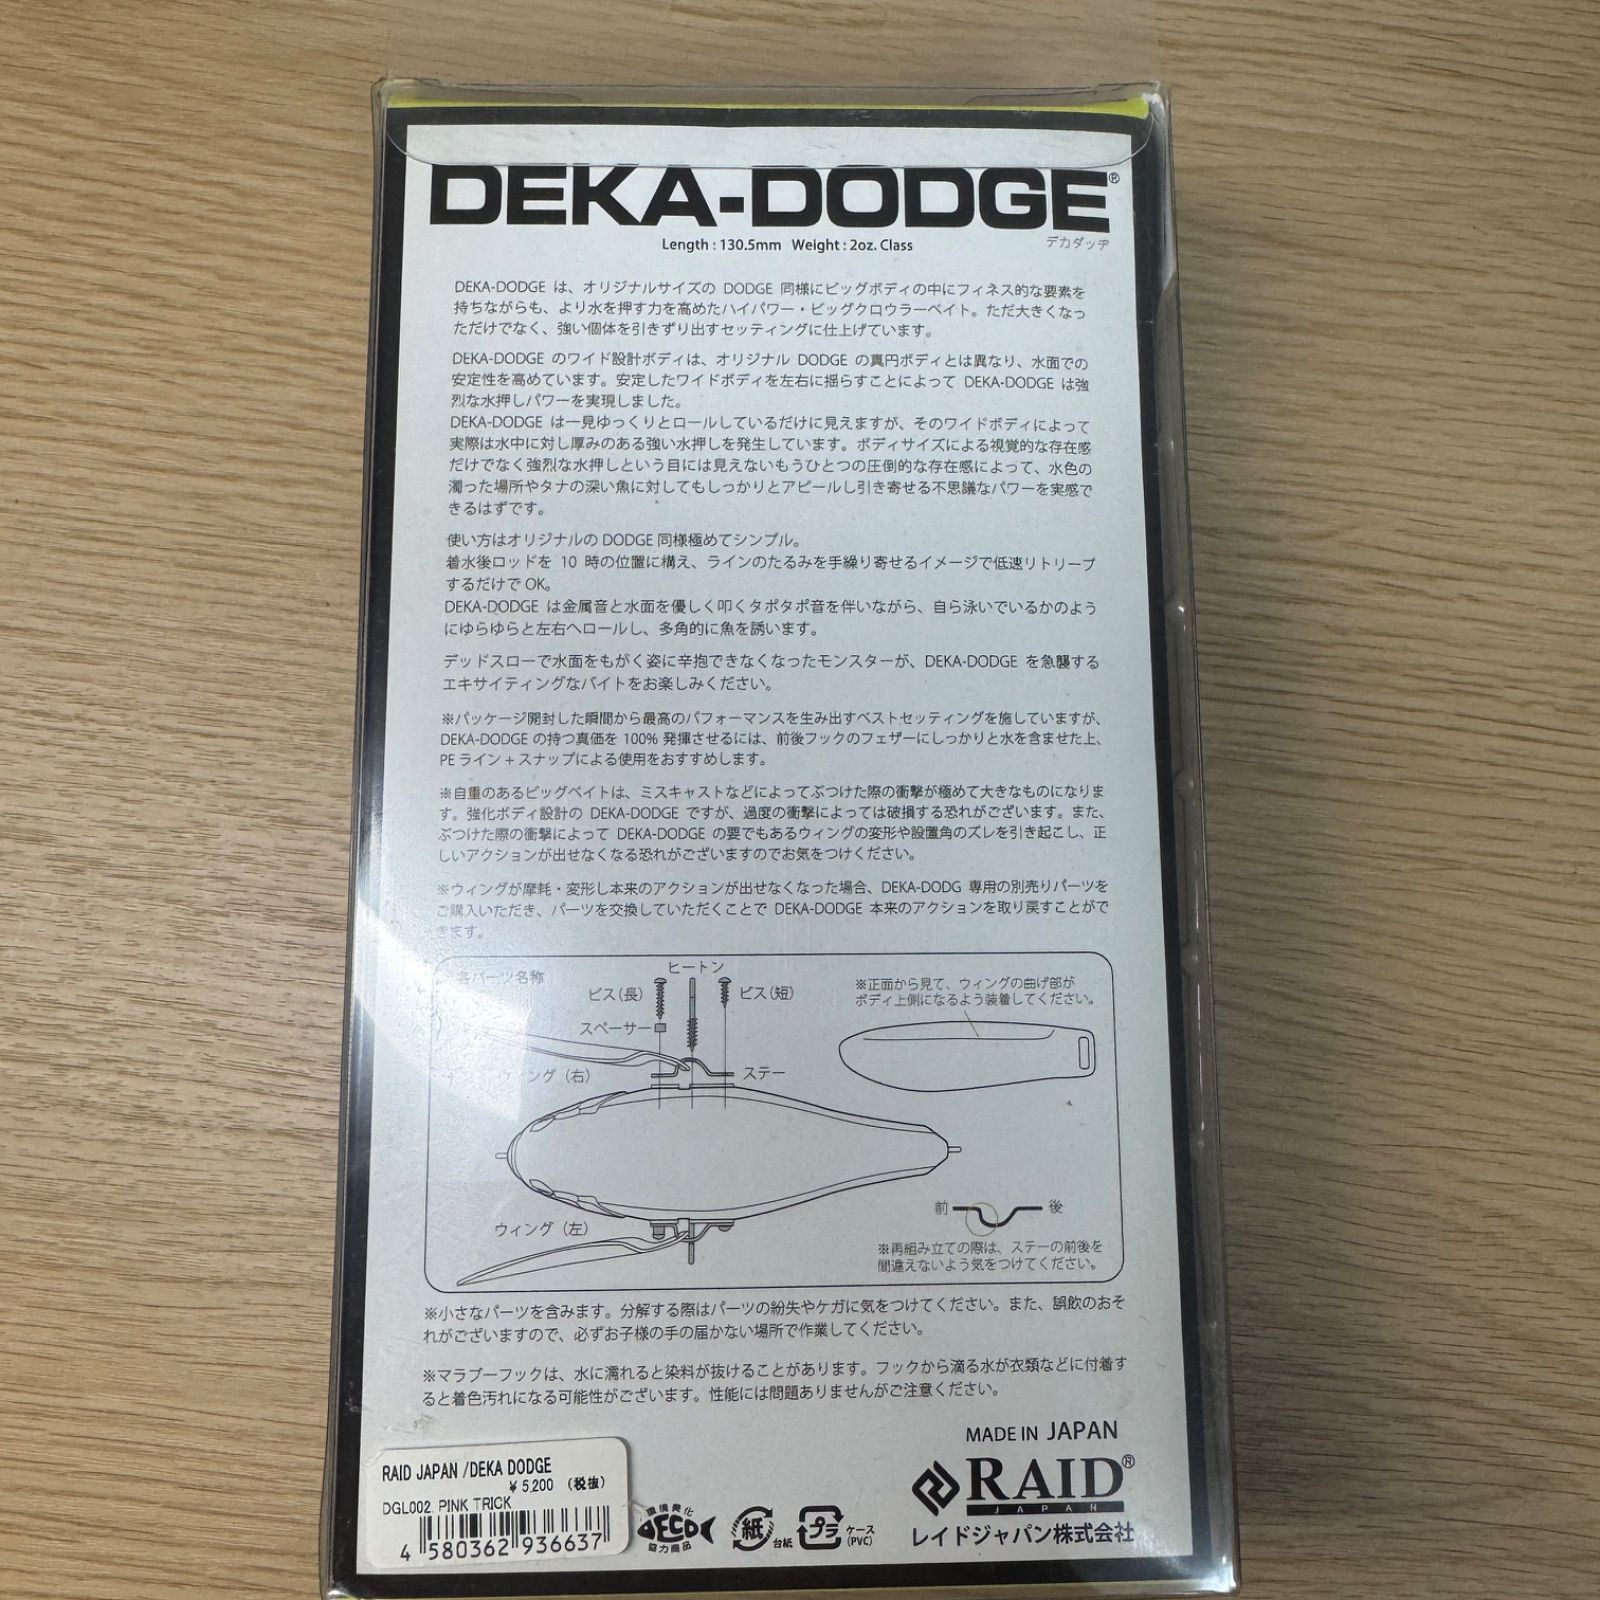 DEKA-DODGE®
Length : 130.5mm Weight : 2oz. Class
デカダッヂ
DEKA-DODGE は、オリジナルサイズの DODGE 同様にビッグボディの中にフィネス的な要素を
持ちながらも、より水を押す力を高めたハイパワー・ビッグクロウラーベイト。ただ大きくなっ
ただけでなく、強い個体を引きずり出すセッティングに仕上げています。
DEKA-DODGE のワイド設計ボディは、オリジナル DODGE の真円ボディとは異なり、水面での
安定性を高めています。安定したワイドボディを左右に揺らすことによって DEKA-DODGE は強
烈な水押しパワーを実現しました。
DEKA-DODGE は一見ゆっくりとロールしているだけに見えますが、そのワイドボディによって
実際は水中に対し厚みのある強い水押しを発生しています。ボディサイズによる視覚的な存在感
だけでなく強烈な水押しという目には見えないもうひとつの圧倒的な存在感によって、水色の
濁った場所やタナの深い魚に対してもしっかりとアピールし引き寄せる不思議なパワーを実感で
きるはずです。
使い方はオリジナルの DODGE 同様極めてシンプル。
着水後ロッドを 10 時の位置に構え、ラインのたるみを手繰り寄せるイメージで低速リトリーブ
するだけで OK。
DEKA-DODGE は金属音と水面を優しく叩くタポタポ音を伴いながら、自ら泳いでいるかのよう
にゆらゆらと左右へロールし、多角的に魚を誘います。
デッドスローで水面をもがく姿に辛抱できなくなったモンスターが、DEKA-DODGE を急襲する
エキサイティングなバイトをお楽しみください。
※パッケージ開封した瞬間から最高のパフォーマンスを生み出すベストセッティングを施していますが、
DEKA-DODGE の持つ真価を 100% 発揮させるには、前後フックのフェザーにしっかりと水を含ませた上、
PE ライン + スナップによる使用をおすすめします。
※自重のあるビッグベイトは、ミスキャストなどによってぶつけた際の衝撃が極めて大きなものになりま
す。強化ボディ設計の DEKA-DODGE ですが、過度の衝撃によっては破損する恐れがございます。また、
ぶつけた際の衝撃によって DEKA-DODGE の要でもあるウィングの変形や設置角のズレを引き起こし、正
しいアクションが出せなくなる恐れがございますのでお気をつけください。
※ウィングが摩耗・変形し本来のアクションが出せなくなった場合、DEKA-DODG 専用の別売りパーツを
ご購入いただき、パーツを交換していただくことで DEKA-DODGE 本来のアクションを取り戻すことがで
きます。
各パーツ名称
ヒートン
ビス(長)
ビス(短)
スペーサー
ウィング (右)
ステー
※正面から見て、ウィングの曲げ部が
ボディ上側になるよう装着してください。
ウィング (左)
前
後
※再組み立ての際は、ステーの前後を
間違えないよう気をつけてください。
※小さなパーツを含みます。分解する際はパーツの紛失やケガに気をつけてください。また、誤飲のおそ
れがございますので、必ずお子様の手の届かない場所で作業してください。
※マラブーフックは、水に濡れると染料が抜けることがあります。フックから滴る水が衣類などに付着す
ると着色汚れになる可能性がございます。性能には問題ありませんがご注意ください。
MADE IN JAPAN
RAID®
JAPAN
レイドジャパン株式会社
RAID JAPAN /DEKA DODGE
¥ 5,200 (税抜)
DGL002 PINK TRICK
4 580362 936637
環境美化
ECO
協力商品
紙
台紙
プラ
ケース
(PVC)